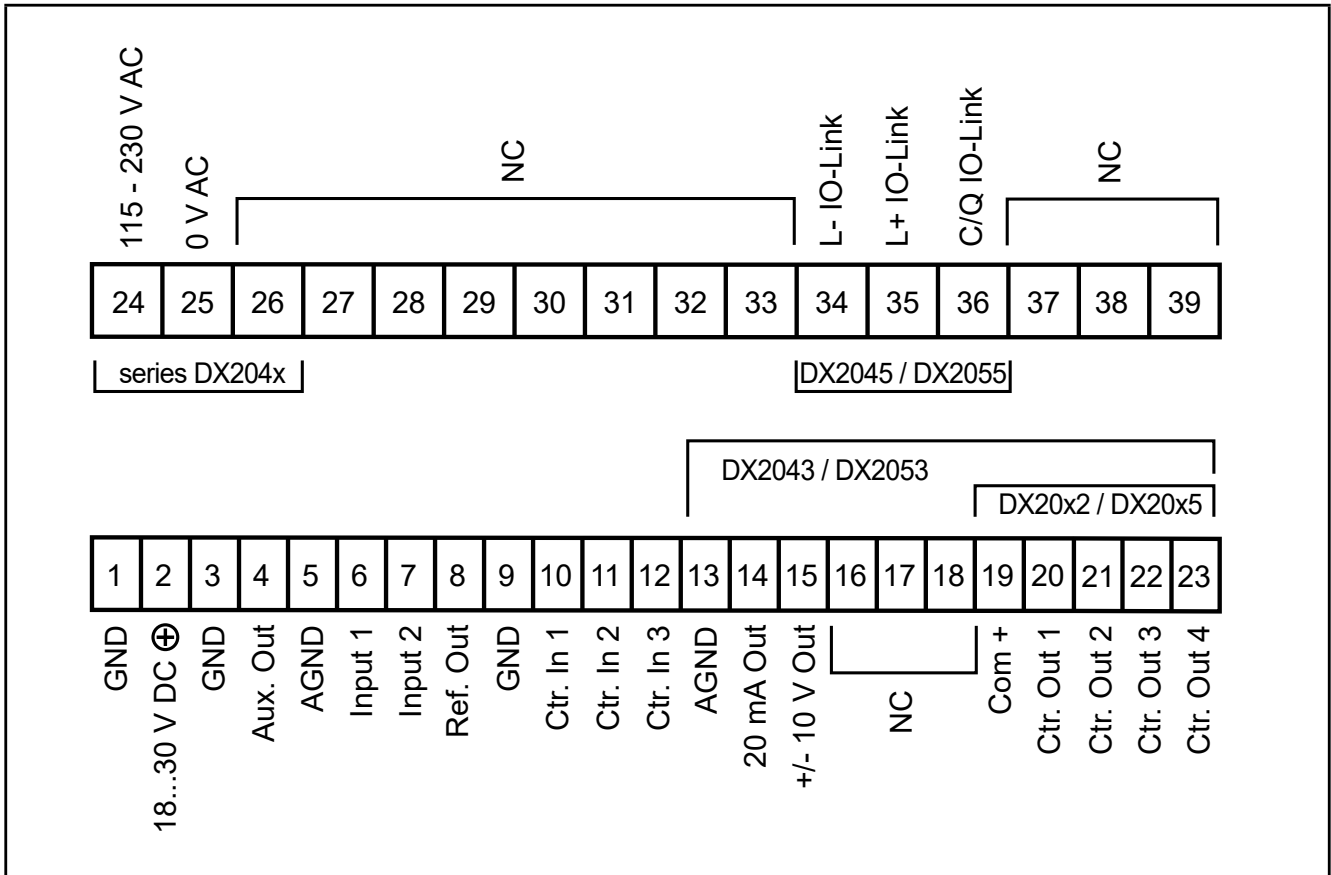 115 - 230 V AC
0 V AC
NC
L- IO-Link
L+ IO-Link
C/Q IO-Link
NC
24 25 26 27 28 29 30 31 32 33 34 35 36 37 38 39
series DX204x
DX2045 / DX2055
DX2043 / DX2053
DX20x2 / DX20x5
1 2 3 4 5 6 7 8 9 10 11 12 13 14 15 16 17 18 19 20 21 22 23
GND
18...30 V DC ⊕
GND
Aux. Out
AGND
Input 1
Input 2
Ref. Out
GND
Ctr. In 1
Ctr. In 2
Ctr. In 3
AGND
20 mA Out
+/- 10 V Out
NC
Com +
Ctr. Out 1
Ctr. Out 2
Ctr. Out 3
Ctr. Out 4